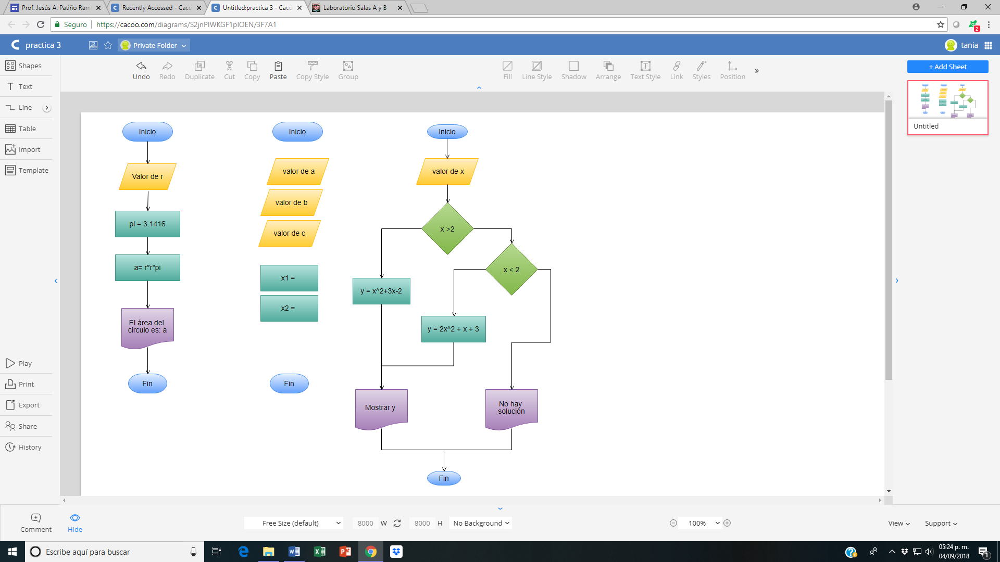 Prof. Jesús A. Patiño Ram
Recently Accessed - Caco
Untitled:practica 3 - Caco
Laboratorio Salas A y B
Seguro
https://cacoo.com/diagrams/S2jnPlWKGF1pIOEN/3F7A1
2
practica 3
Private Folder
tania
Shapes
Text
Line
Table
Import
Template
Undo
Redo
Duplicate
Cut
Copy
Paste
Copy Style
Group
Fill
Line Style
Shadow
Arrange
Text Style
Link
Styles
Position
»
+ Add Sheet
Untitled
Inicio
Valor de r
pi = 3.1416
a= r*r*pi
El área del
circulo es: a
Fin
Inicio
valor de a
valor de b
valor de c
x1 =
x2 =
Fin
Inicio
valor de x
x >2
x < 2
y = x^2+3x-2
y = 2x^2 + x + 3
Mostrar y
No hay
solución
Fin
Play
Print
Export
Share
History
Comment
Hide
Free Size (default)
8000 W
8000 H
No Background
100%
View
Support
Escribe aquí para buscar
05:24 p. m.
04/09/2018
1